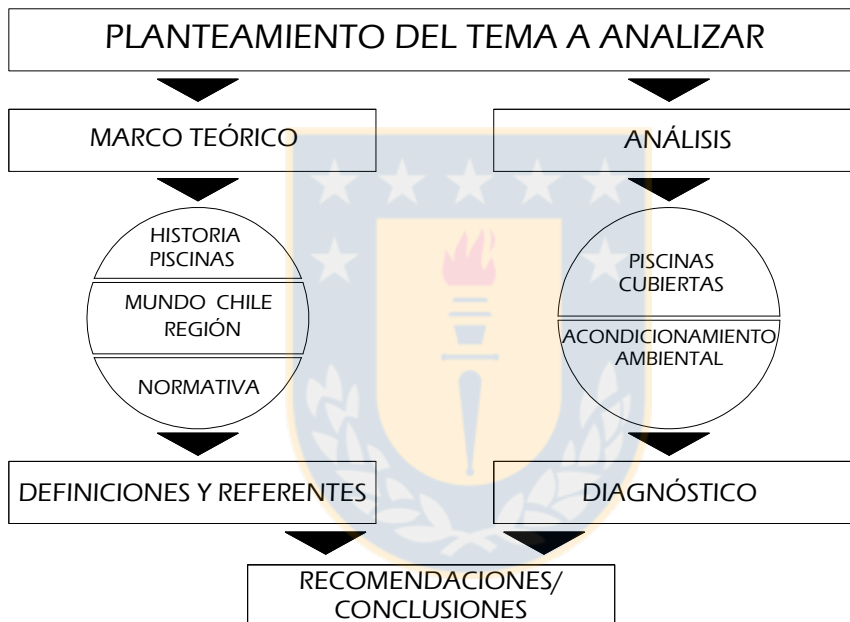 PLANTEAMIENTO DEL TEMA A ANALIZAR
MARCO TEÓRICO
ANÁLISIS
HISTORIA
PISCINAS
MUNDO CHILE
REGIÓN
NORMATIVA
PISCINAS
CUBIERTAS
ACONDICIONAMIENTO
AMBIENTAL
DEFINICIONES Y REFERENTES
DIAGNÓSTICO
RECOMENDACIONES/
CONCLUSIONES